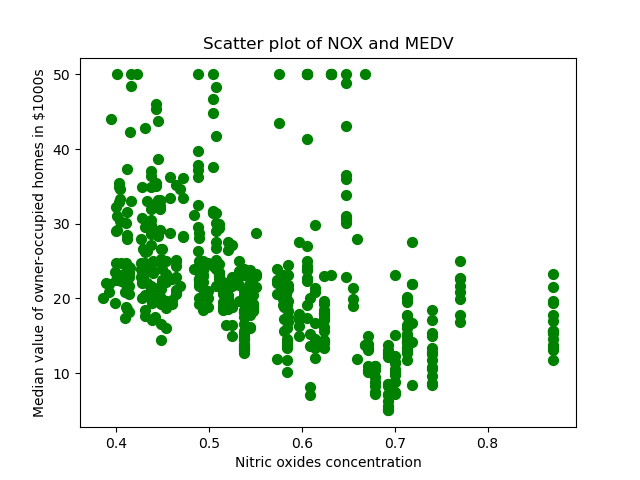 Scatter plot of NOX and MEDV
Median value of owner-occupied homes in $1000s
50
40
30
20
10
0.4 0.5 0.6 0.7 0.8
Nitric oxides concentration